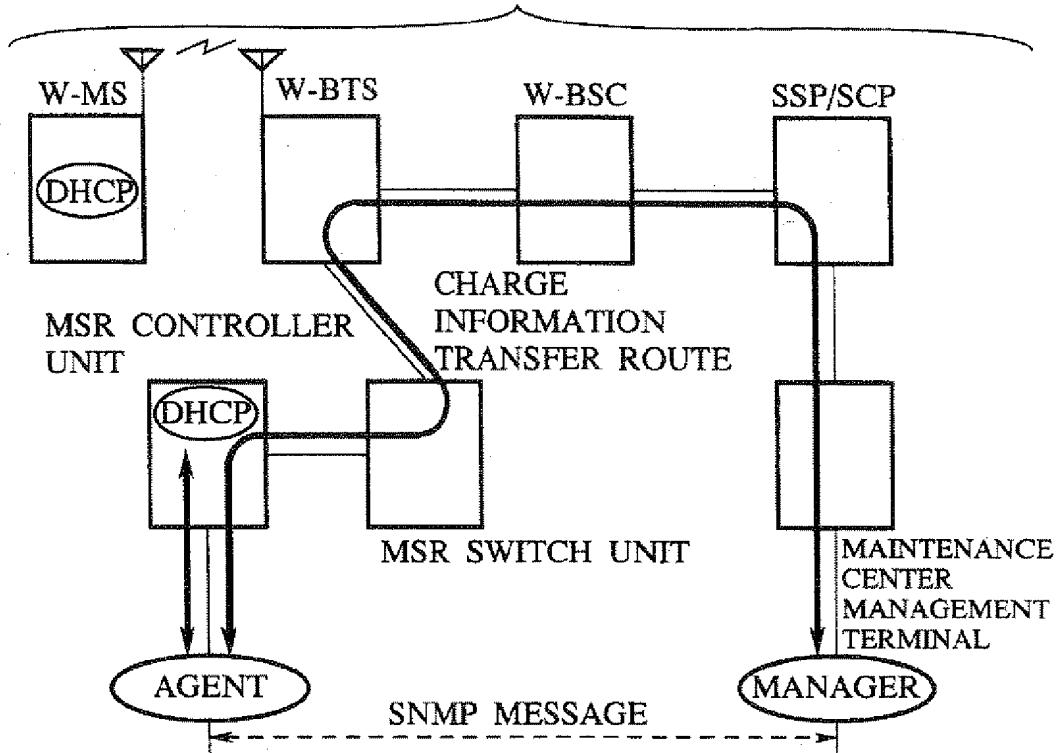 W-MS
W-BTS
W-BSC
SSP/SCP
DHCP
CHARGE
INFORMATION
TRANSFER ROUTE
MSR CONTROLLER
UNIT
DHCP
MSR SWITCH UNIT
MAINTENANCE
CENTER
MANAGEMENT
TERMINAL
AGENT
MANAGER
SNMP MESSAGE